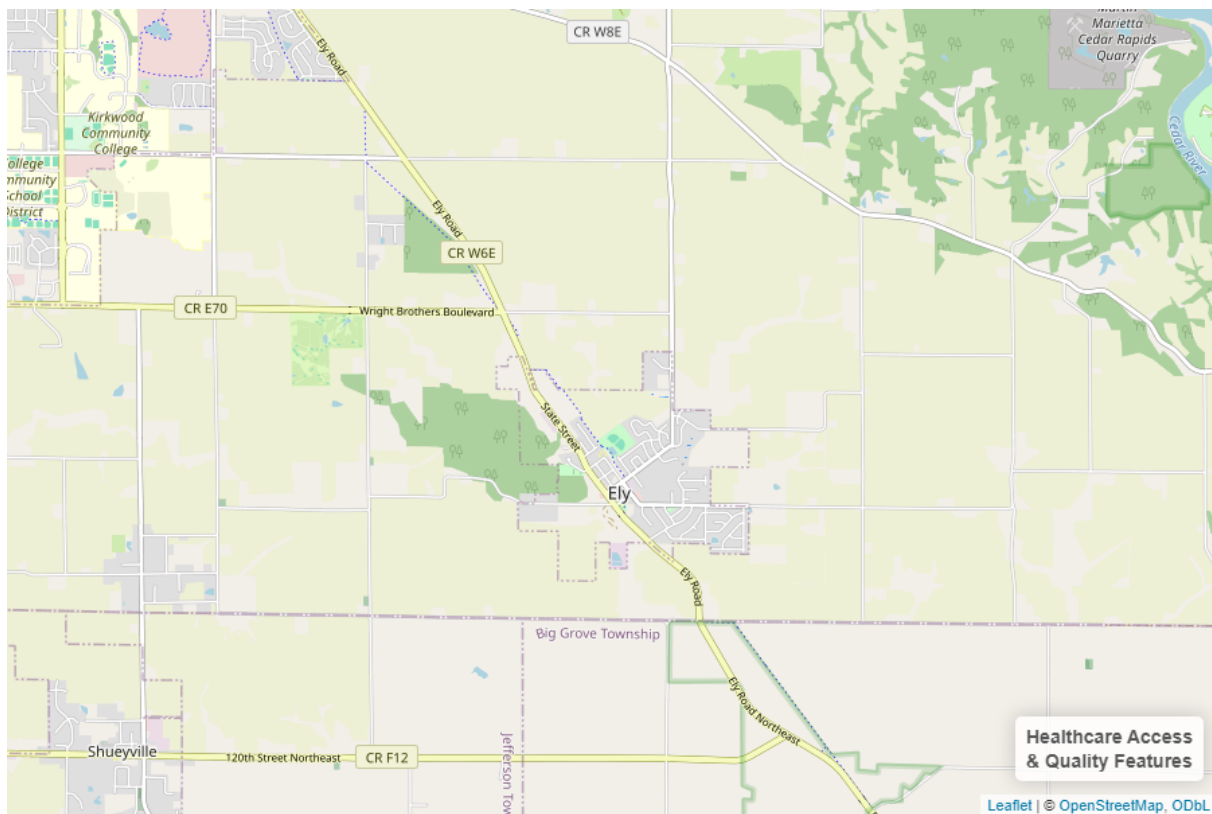 Martin
Marietta
Cedar Rapids
Quarry
CR W8E
Ely Road
Kirkwood
Community
College
Cedar River
College
Community
School
District
Ely Road
CR W6E
CR E70
Wright Brothers Boulevard
State Street
Ely
Ely Road
Big Grove Township
Ely Road Northeast
Shueyville
120th Street Northeast
CR F12
Jefferson Tow
Healthcare Access
& Quality Features
Leaflet | © OpenStreetMap, ODbL